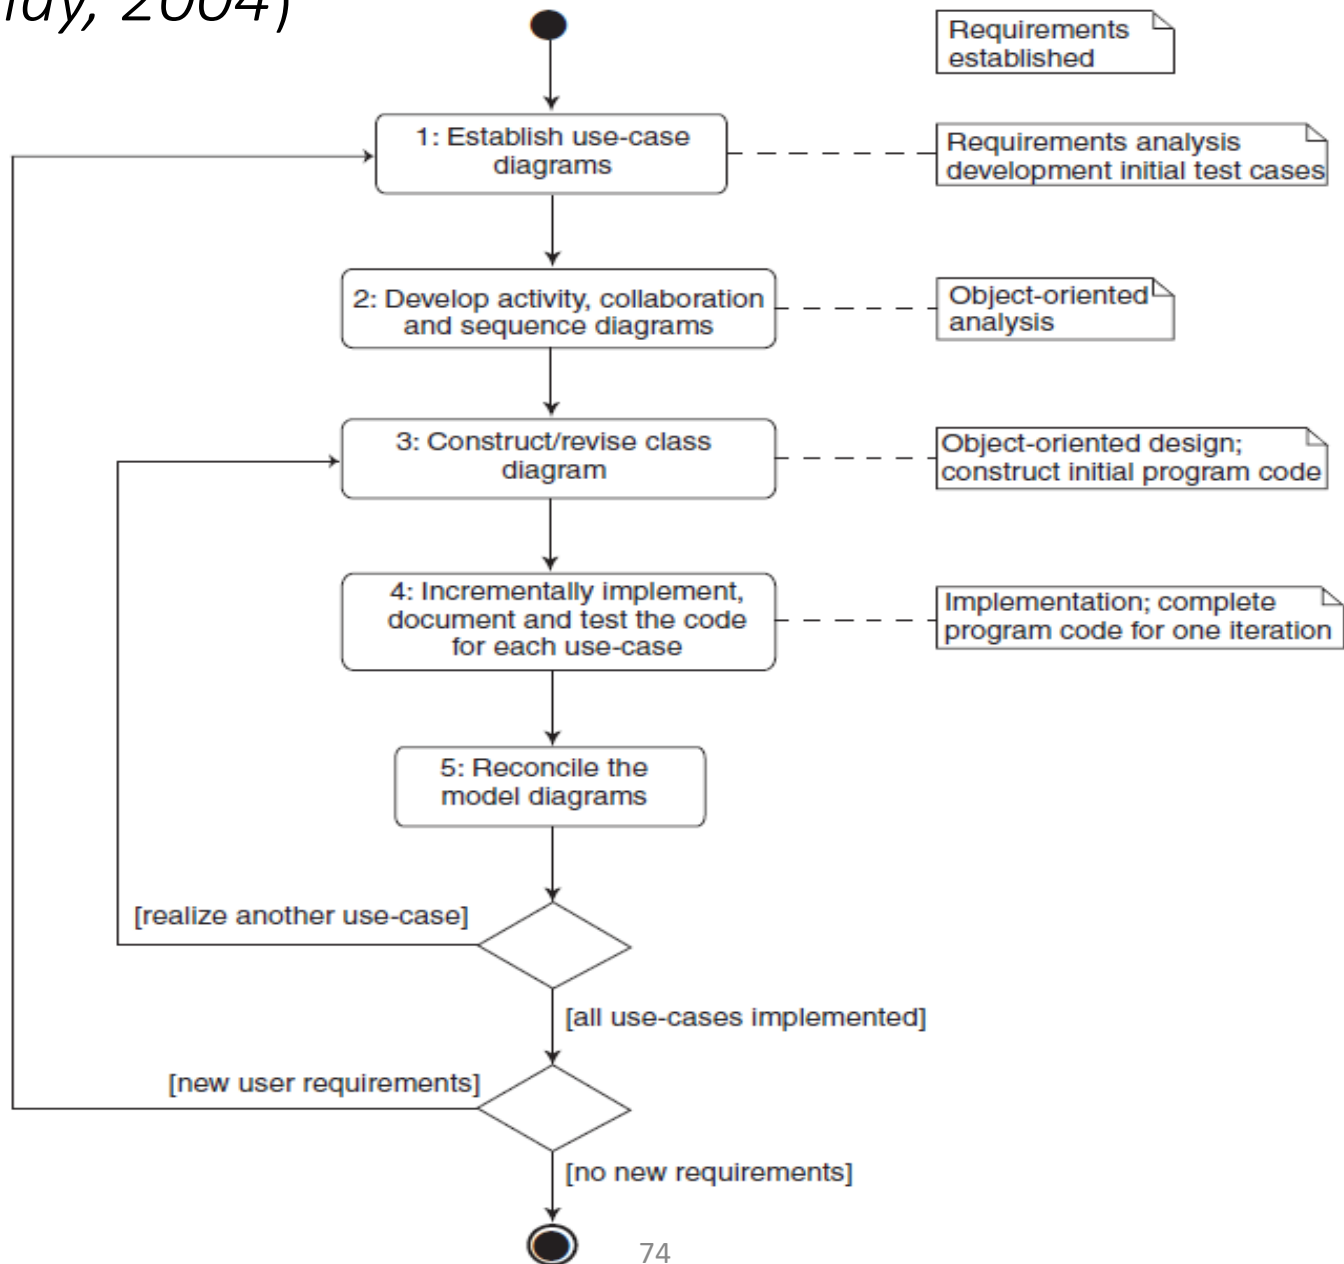 2004)
Requirements
established
1: Establish use-case
diagrams
Requirements analysis
development initial test cases
2: Develop activity, collaboration
and sequence diagrams
Object-oriented
analysis
3: Construct/revise class
diagram
Object-oriented design;
construct initial program code
4: Incrementally implement,
document and test the code
for each use-case
Implementation; complete
program code for one iteration
5: Reconcile the
model diagrams
[realize another use-case]
[all use-cases implemented]
[new user requirements]
[no new requirements]
74